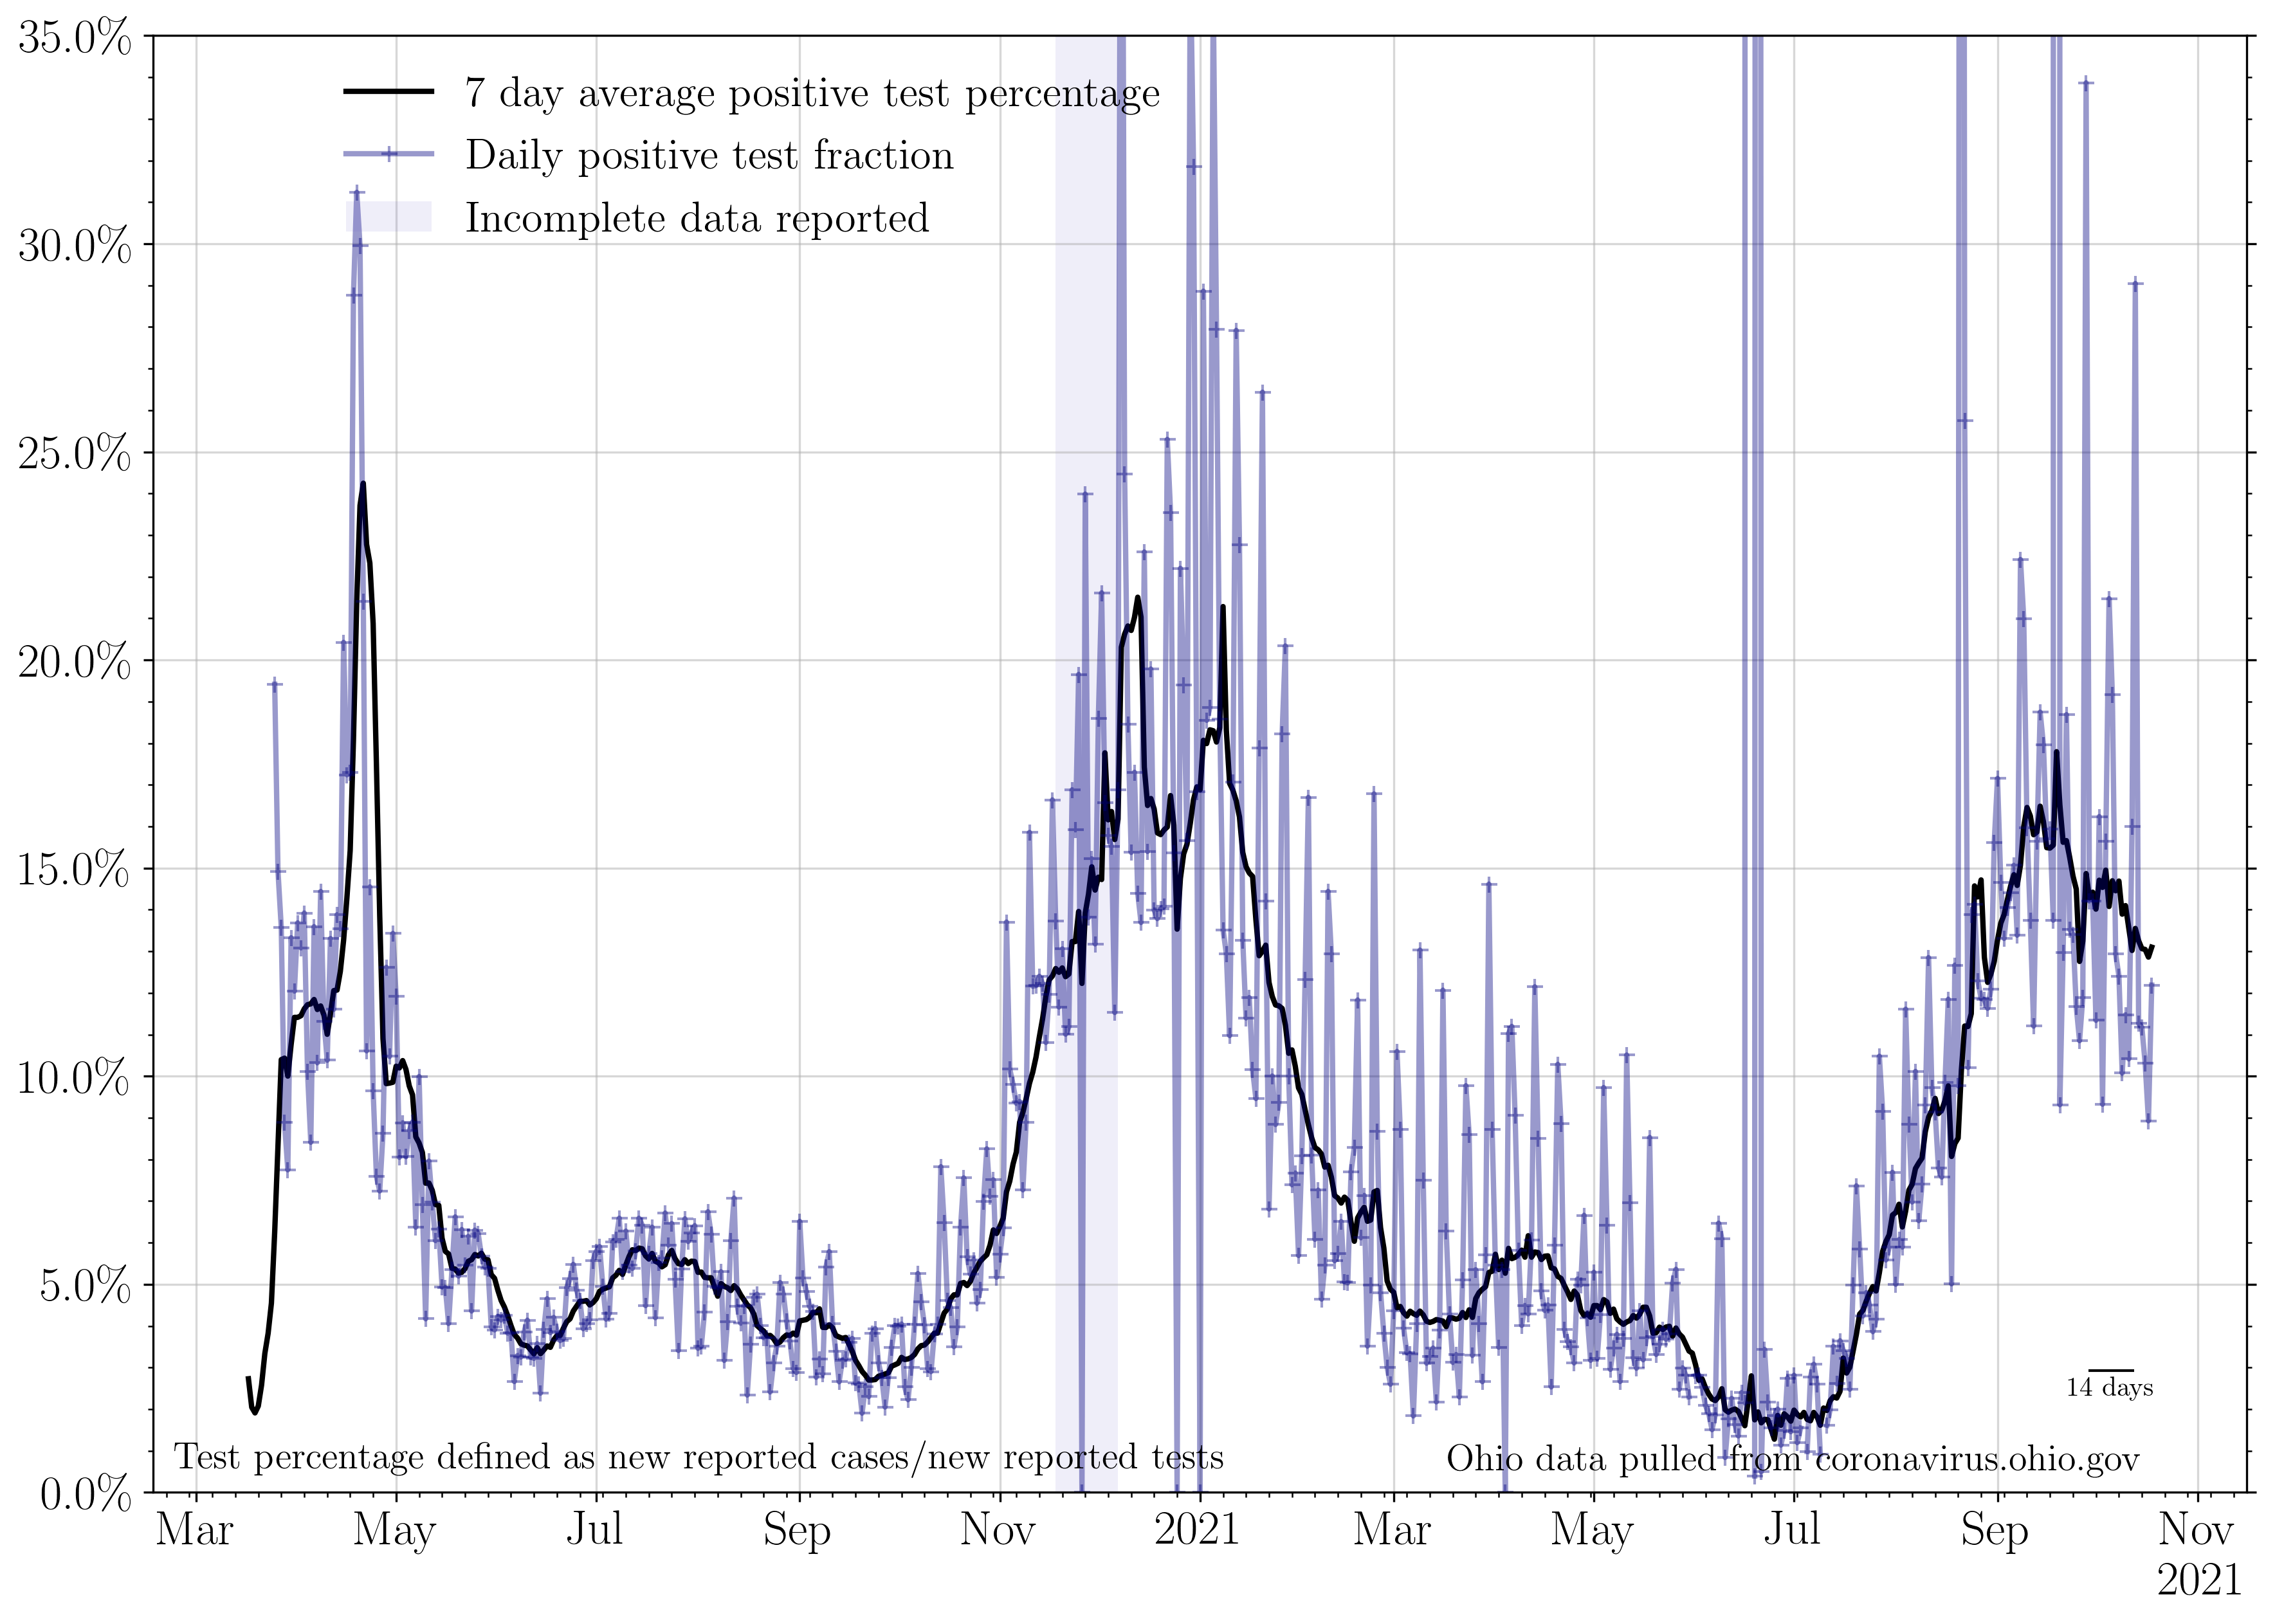 35.0%
30.0%
25.0%
20.0%
15.0%
10.0%
5.0%
0.0%
7 day average positive test percentage
Daily positive test fraction
Incomplete data reported
14 days
Test percentage defined as new reported cases/new reported tests
Ohio data pulled from coronavirus.ohio.gov
Mar May Jul Sep Nov 2021 Mar May Jul Sep Nov
2021